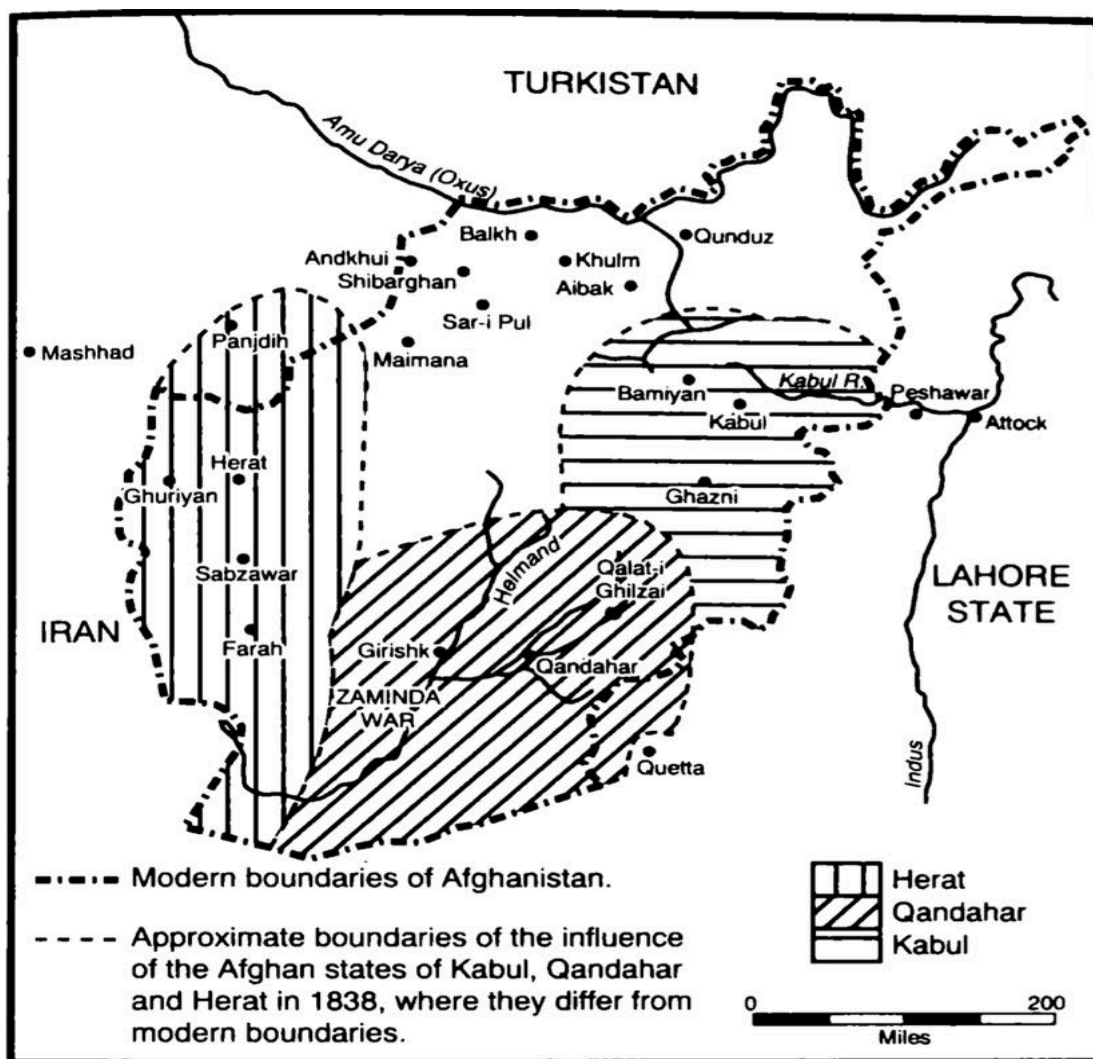 TURKISTAN
Amu Darya (Oxus)
Balkh
Qunduz
Andkhui
Khulm
Shibarghan
Aibak
Sar-i Pul
Panjdih
Mashhad
Maimana
Kabul R.
Peshawar
Bamiyan
Kabul
Attock
Herat
Ghuriyan
Ghazni
Helmand
Sabzawar
Qalat-i
Ghilzai
LAHORE
STATE
IRAN
Farah
Girishk
Qandahar
ZAMINDA
WAR
Quetta
Indus
Modern boundaries of Afghanistan.
Approximate boundaries of the influence
of the Afghan states of Kabul, Qandahar
and Herat in 1838, where they differ from
modern boundaries.
Herat
Qandahar
Kabul
0 200
Miles